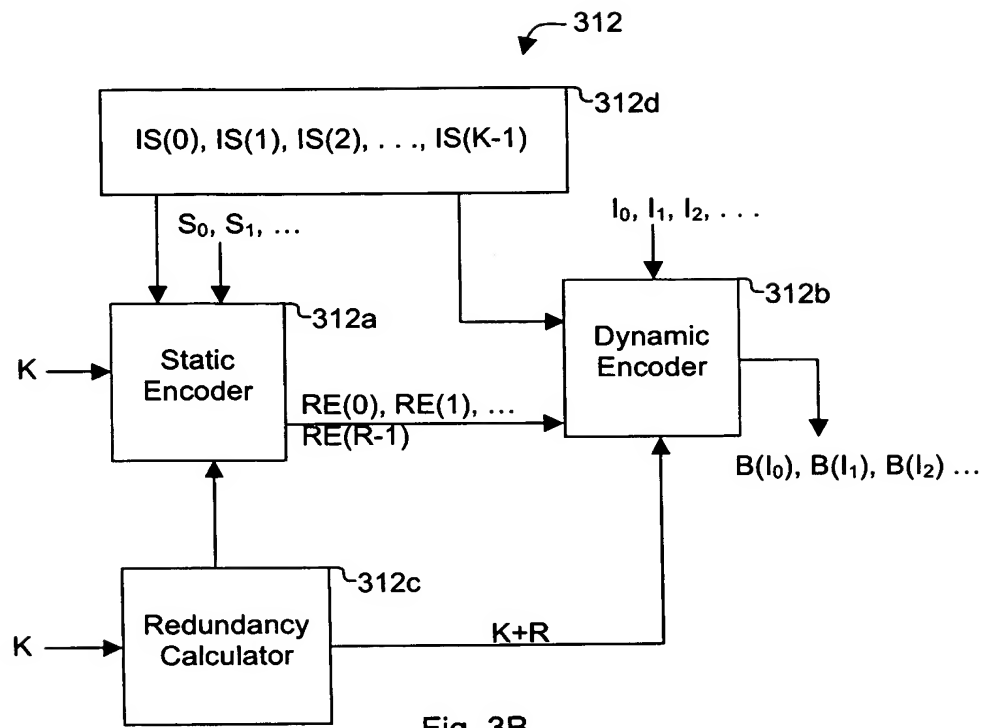 312
312d
IS(0), IS(1), IS(2), . . ., IS(K-1)
S₀, S₁, ...
I₀, I₁, I₂, . . .
312a
312b
Static
Encoder
Dynamic
Encoder
K
RE(0), RE(1), ...
RE(R-1)
B(I₀), B(I₁), B(I₂) ...
312c
Redundancy
Calculator
K
K+R
Fig. 3B